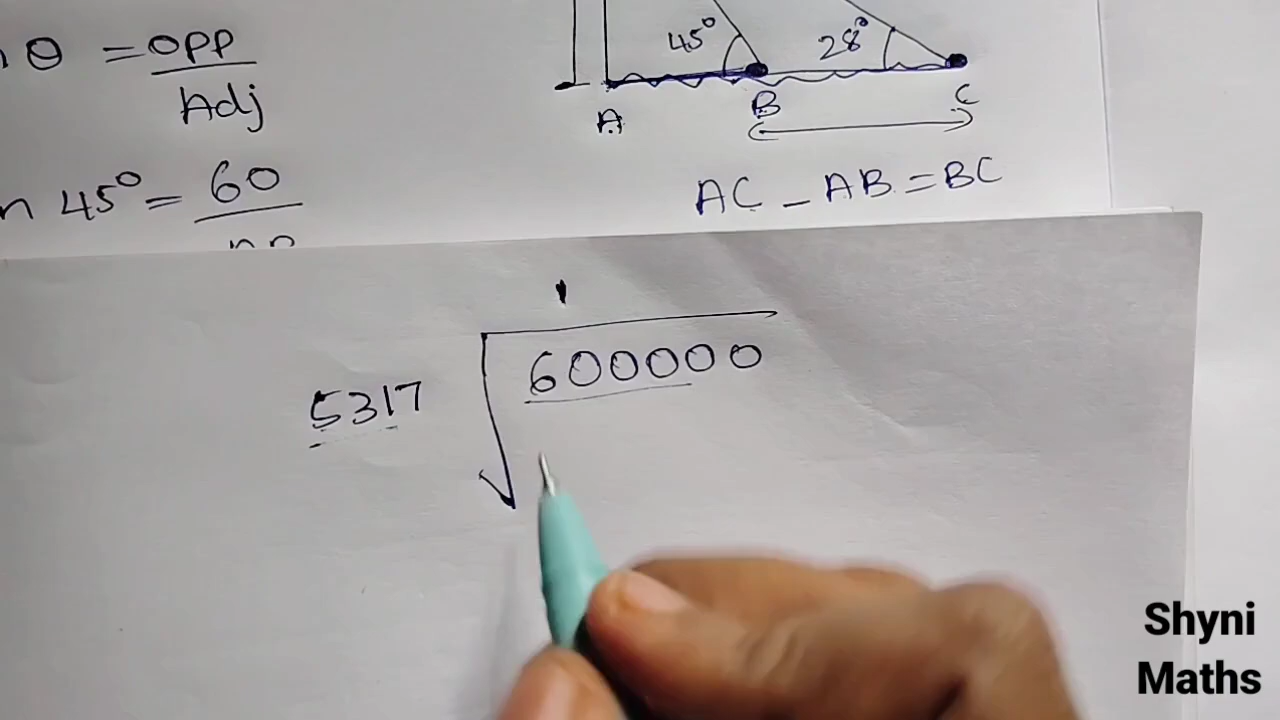 θ = opp
Adj
45° = 60
45° 28°
A B C
AC - AB = BC
1
5317 600000
Shyni
Maths